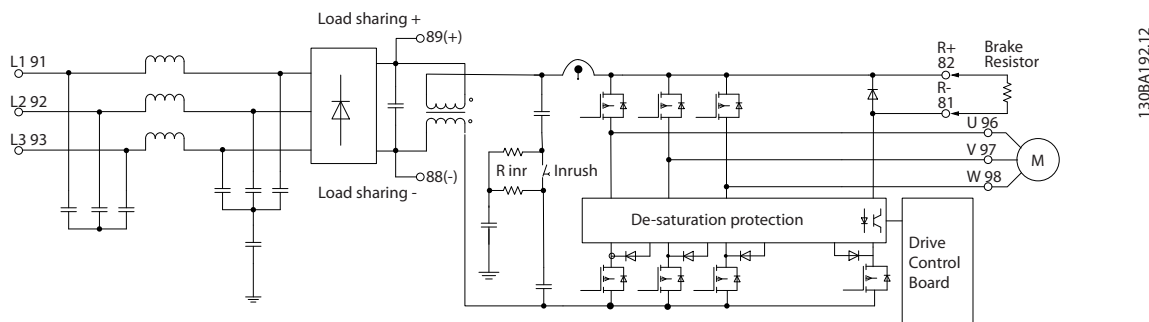 Load sharing +
89(+)
L1 91
L2 92
L3 93
88(-)
Load sharing -
R inr
Inrush
R+
82
Brake
Resistor
R-
81
U 96
V 97
W 98
M
De-saturation protection
Drive
Control
Board
130BA192.12